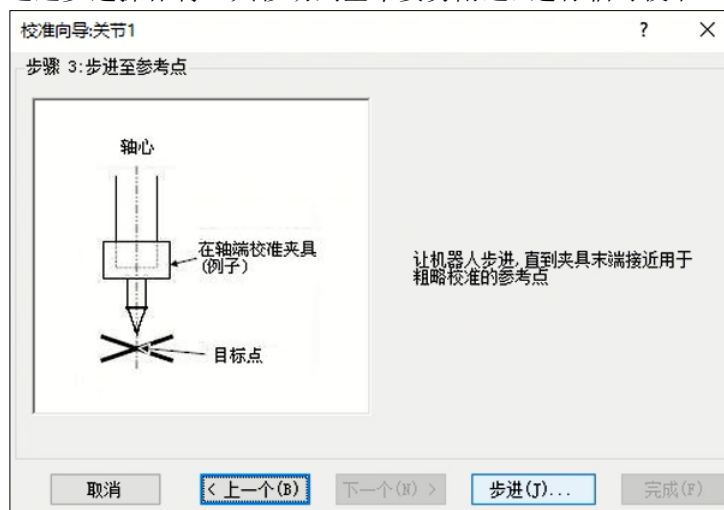 校准向导:关节1
? ×
步骤 3:步进至参考点
轴心
在轴端校准夹具
(例子)
目标点
让机器人步进,直到夹具末端接近用于
粗略校准的参考点
取消
< 上一个(B)
下一个(N) >
步进(J)...
完成(F)